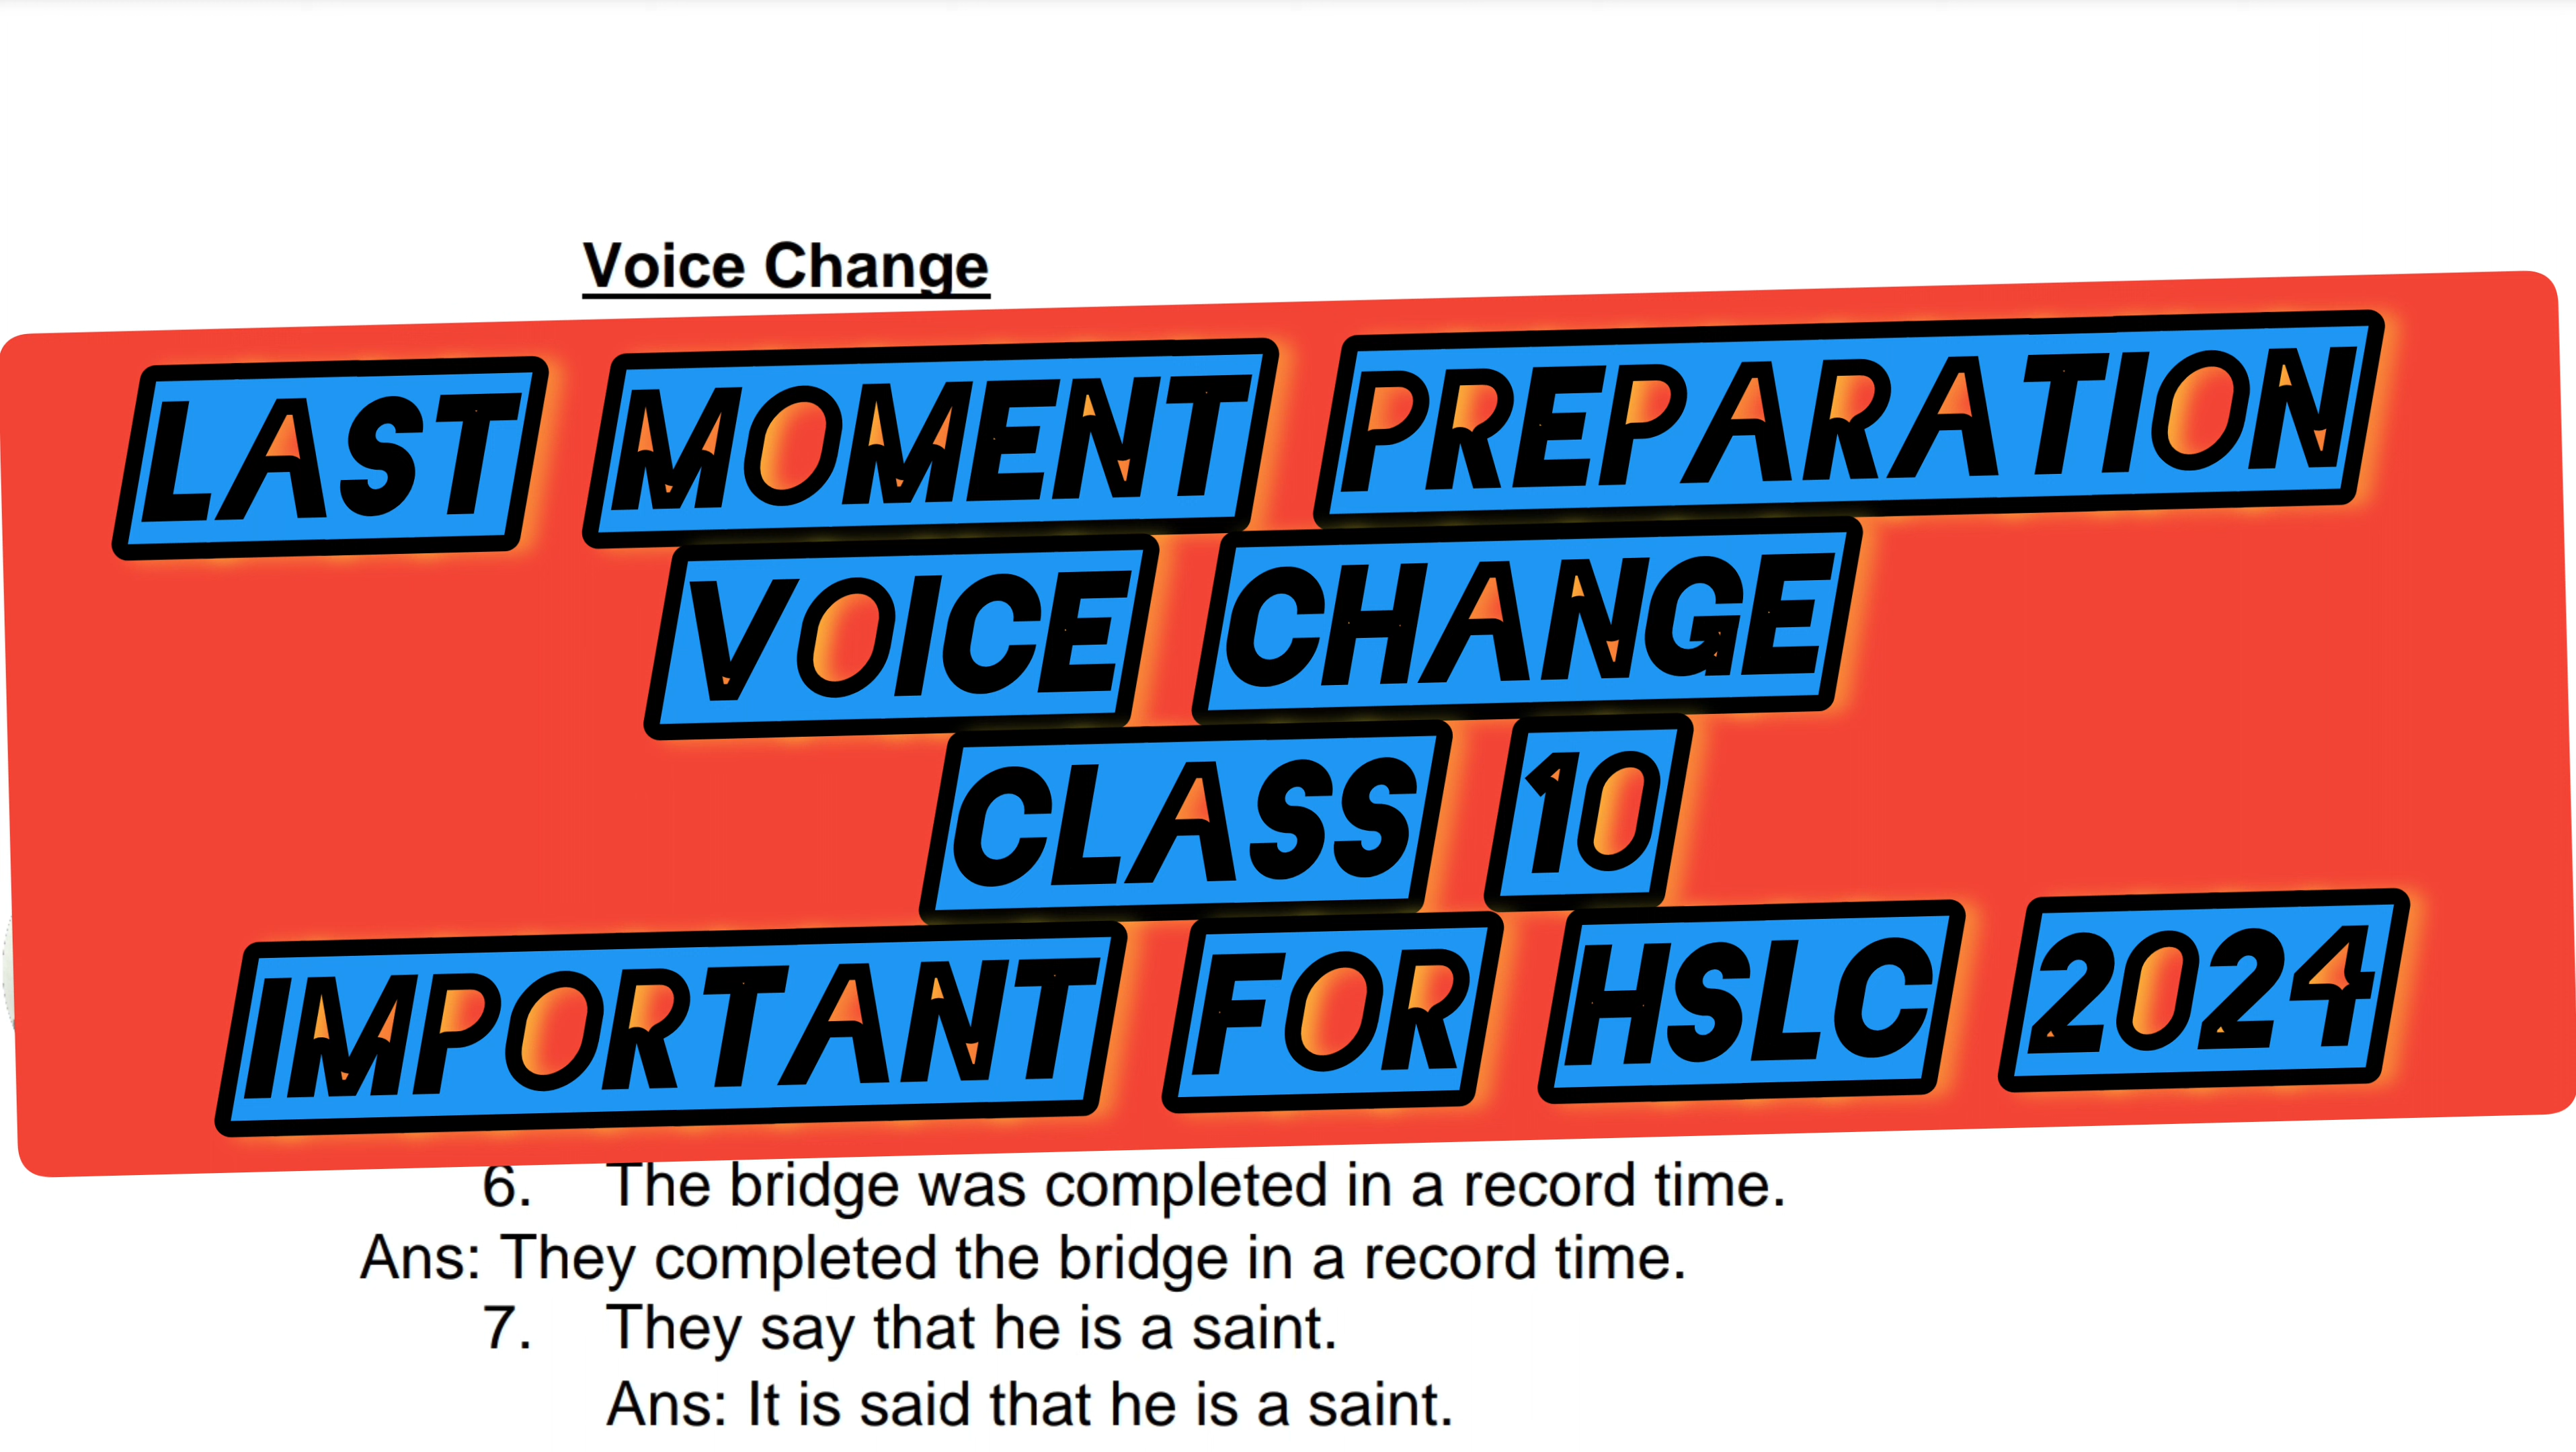 Voice Change
LAST MOMENT PREPARATION
VOICE CHANGE
CLASS 10
IMPORTANT FOR HSLC 2024
6. The bridge was completed in a record time.
Ans: They completed the bridge in a record time.
7. They say that he is a saint.
Ans: It is said that he is a saint.